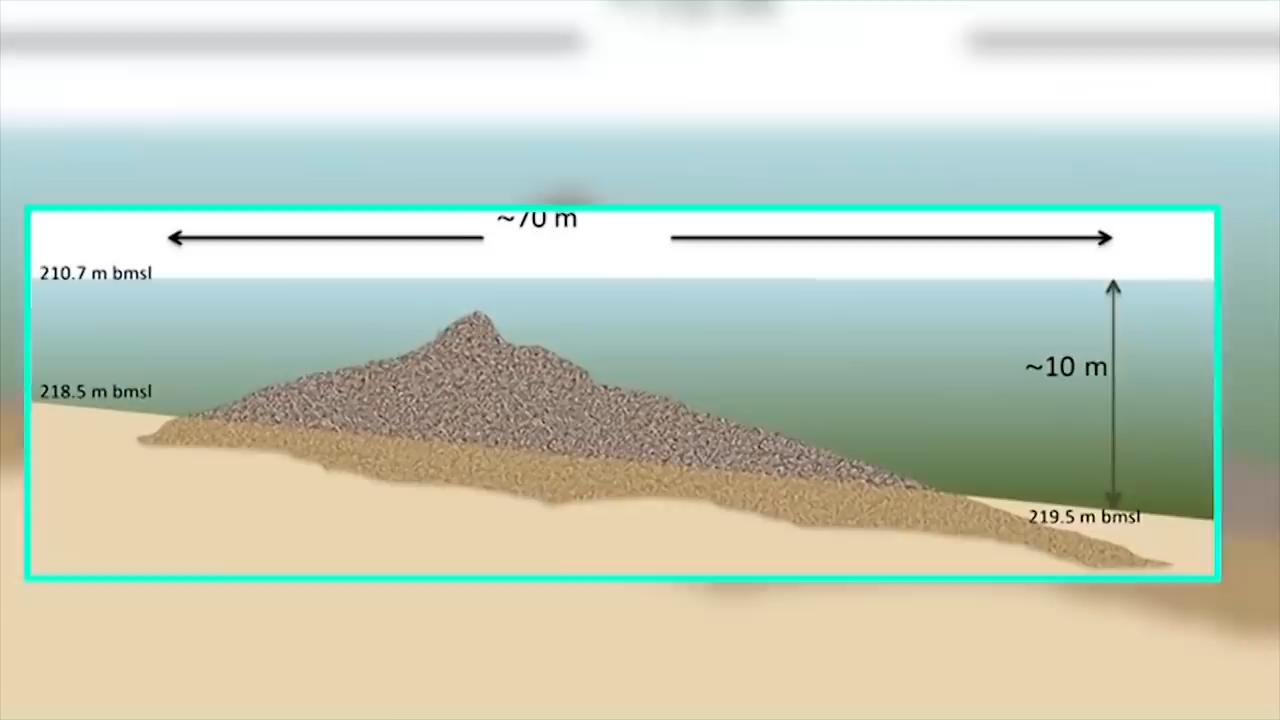 ~70 m
210.7 m bmsl
~10 m
218.5 m bmsl
219.5 m bmsl